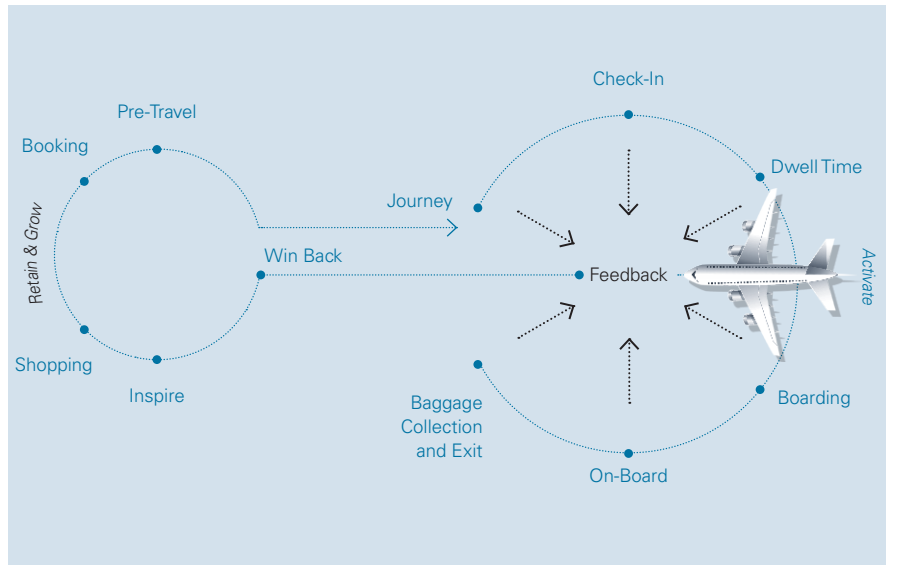 Check-In
Pre-Travel
Booking
Dwell Time
Journey
Retain & Grow
Win Back
Feedback
Activate
Shopping
Inspire
Baggage
Collection
and Exit
Boarding
On-Board